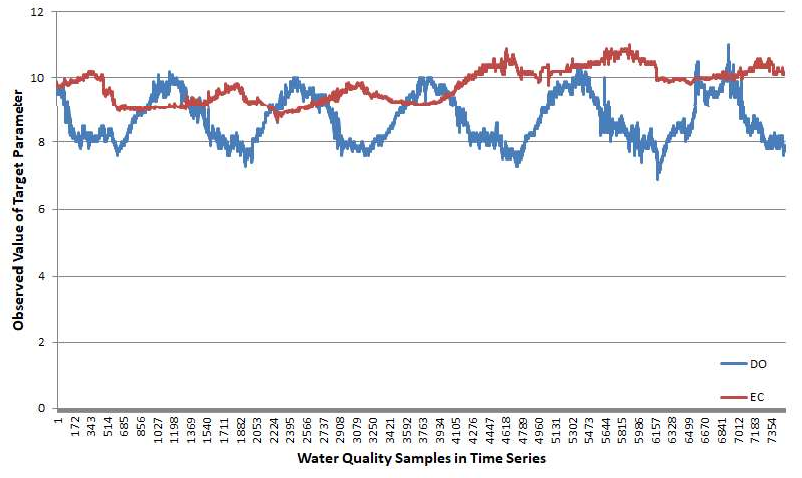 12
10
8
6
4
2
0
Observed Value of Target Parameter
DO
EC
1 172 343 514 685 856 1027 1198 1369 1540 1711 1882 2053 2224 2395 2566 2737 2908 3079 3250 3421 3592 3763 3934 4105 4276 4447 4618 4789 4960 5131 5302 5473 5644 5815 5986 6157 6328 6499 6670 6841 7012 7183 7354
Water Quality Samples in Time Series